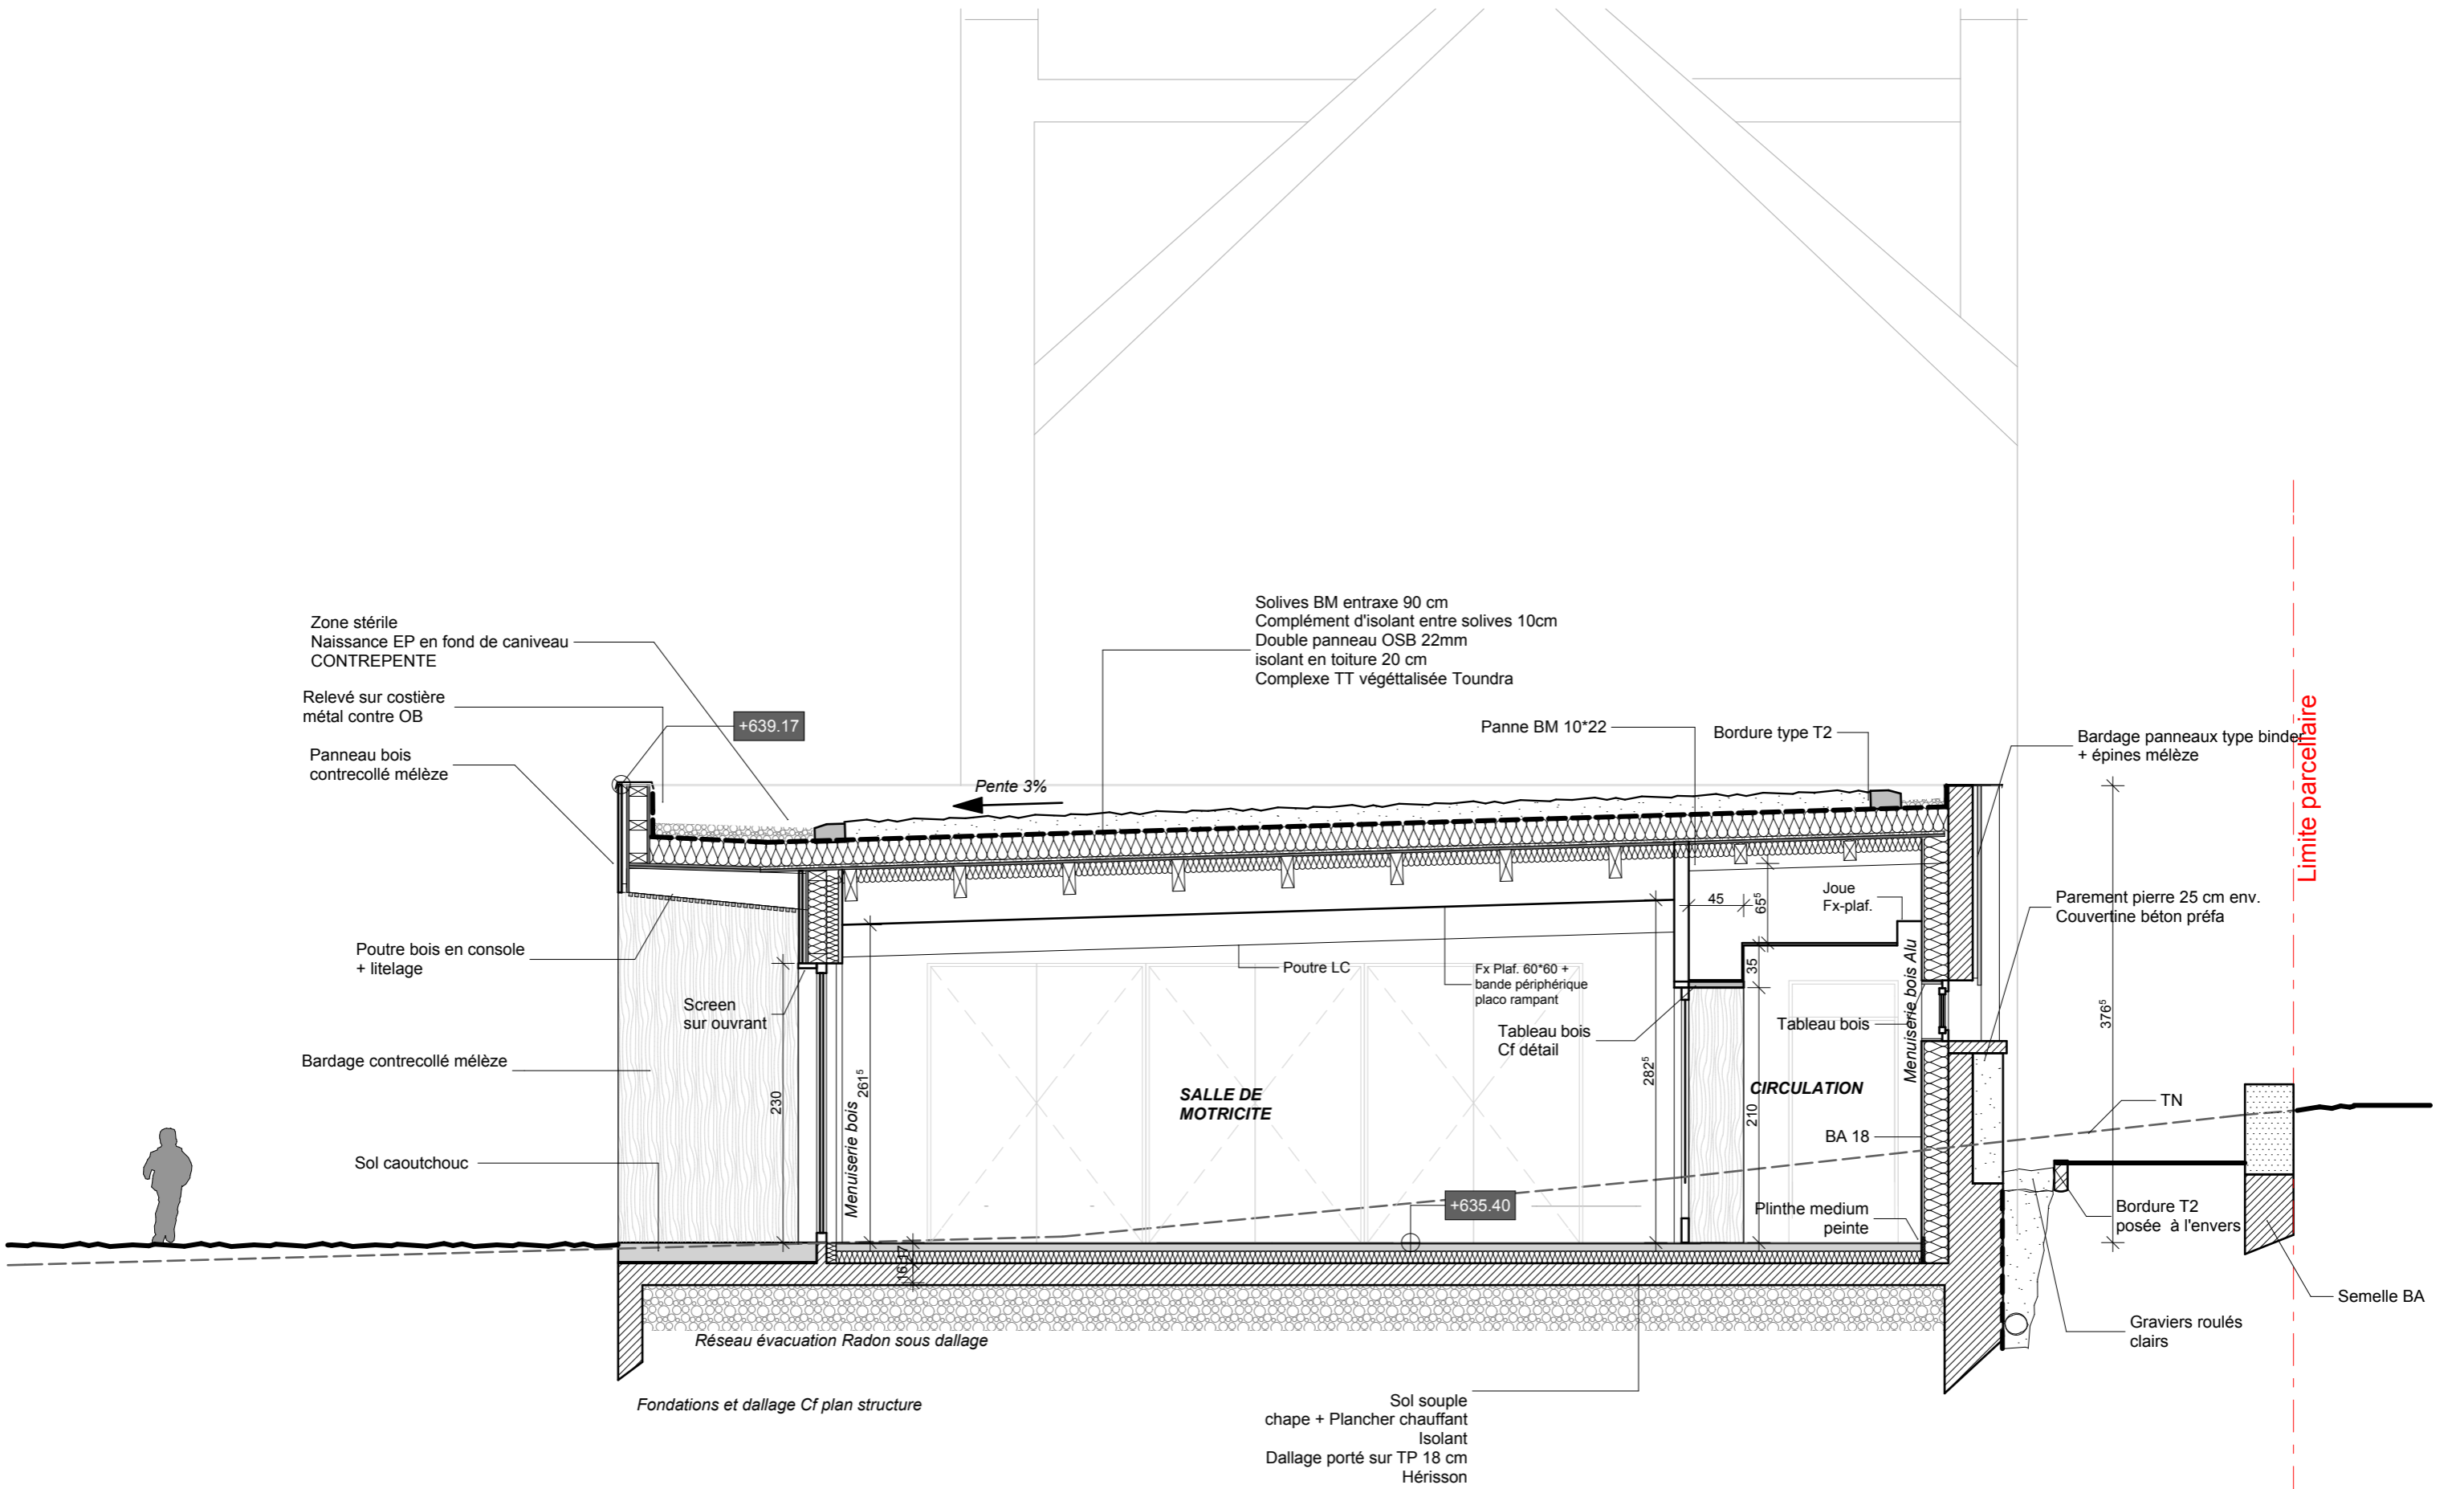 Zone stérile
Naissance EP en fond de caniveau
CONTREPENTE
Relevé sur costière
métal contre OB
+639.17
Panneau bois
contrecollé mélèze
Solives BM entraxe 90 cm
Complément d'isolant entre solives 10cm
Double panneau OSB 22mm
isolant en toiture 20 cm
Complexe TT végéttalisée Toundra
Panne BM 10*22
Bordure type T2
Bardage panneaux type binder
+ épines mélèze
Limite parcellaire
Pente 3%
Joue
Fx-plaf.
45
65⁵
Parement pierre 25 cm env.
Couvertine béton préfa
Poutre bois en console
+ litelage
Poutre LC
Fx Plaf. 60*60 +
bande périphérique
placo rampant
35
Menuiserie bois Alu
Screen
sur ouvrant
Tableau bois
Cf détail
Tableau bois
376⁵
Bardage contrecollé mélèze
230
261⁵
282⁵
210
SALLE DE
MOTRICITE
CIRCULATION
TN
Menuiserie bois
BA 18
Sol caoutchouc
+635.40
Plinthe medium
peinte
Bordure T2
posée à l'envers
17
16
Semelle BA
Graviers roulés
clairs
Réseau évacuation Radon sous dallage
Fondations et dallage Cf plan structure
Sol souple
chape + Plancher chauffant
Isolant
Dallage porté sur TP 18 cm
Hérisson